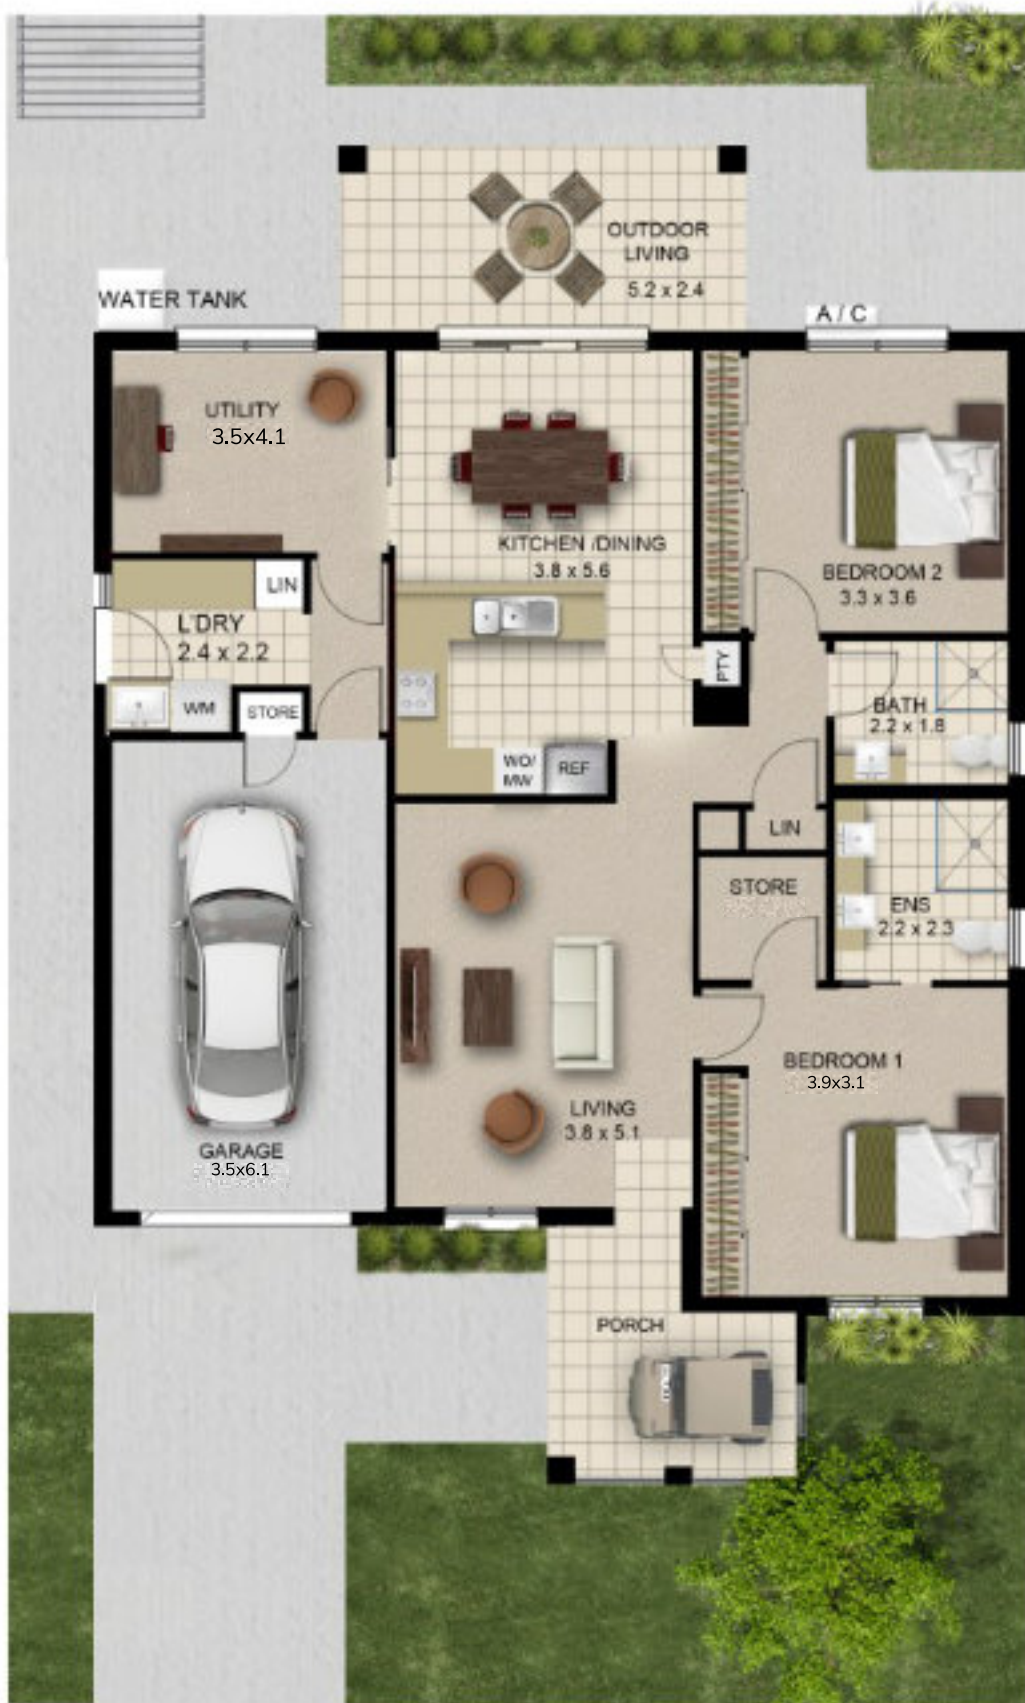 OUTDOOR
LIVING
5.2 x 2.4
WATER TANK
A / C
UTILITY
3.5x4.1
KITCHEN /DINING
3.8 x 5.6
BEDROOM 2
3.3 x 3.6
LIN
L'DRY
2.4 x 2.2
WM
STORE
PTY
BATH
2.2 x 1.8
WO/
MW
REF
LIN
STORE
ENS
2.2 x 2.3
BEDROOM 1
3.9x3.1
LIVING
3.8 x 5.1
GARAGE
3.5x6.1
PORCH